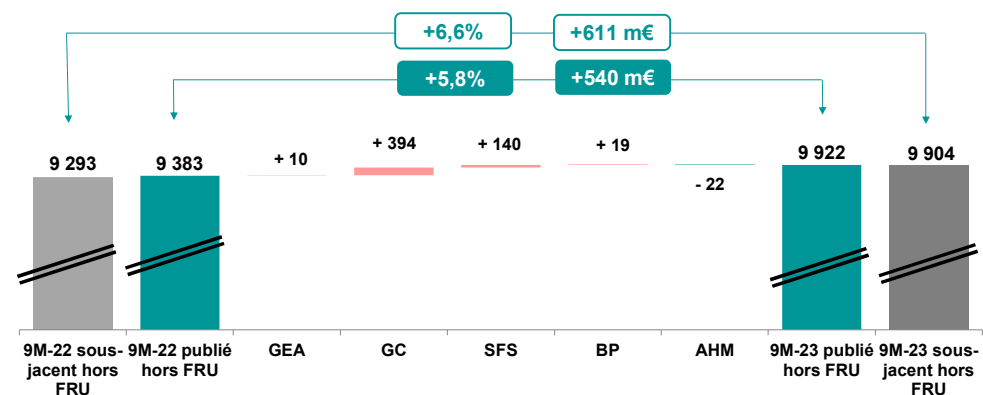 +6,6%
+611 m€
+5,8%
+540 m€
9 293
9 383
+ 10
+ 394
+ 140
+ 19
- 22
9 922
9 904
9M-22 sous-
jacent hors
FRU
9M-22 publié
hors FRU
GEA
GC
SFS
BP
AHM
9M-23 publié
hors FRU
9M-23 sous-
jacent hors
FRU